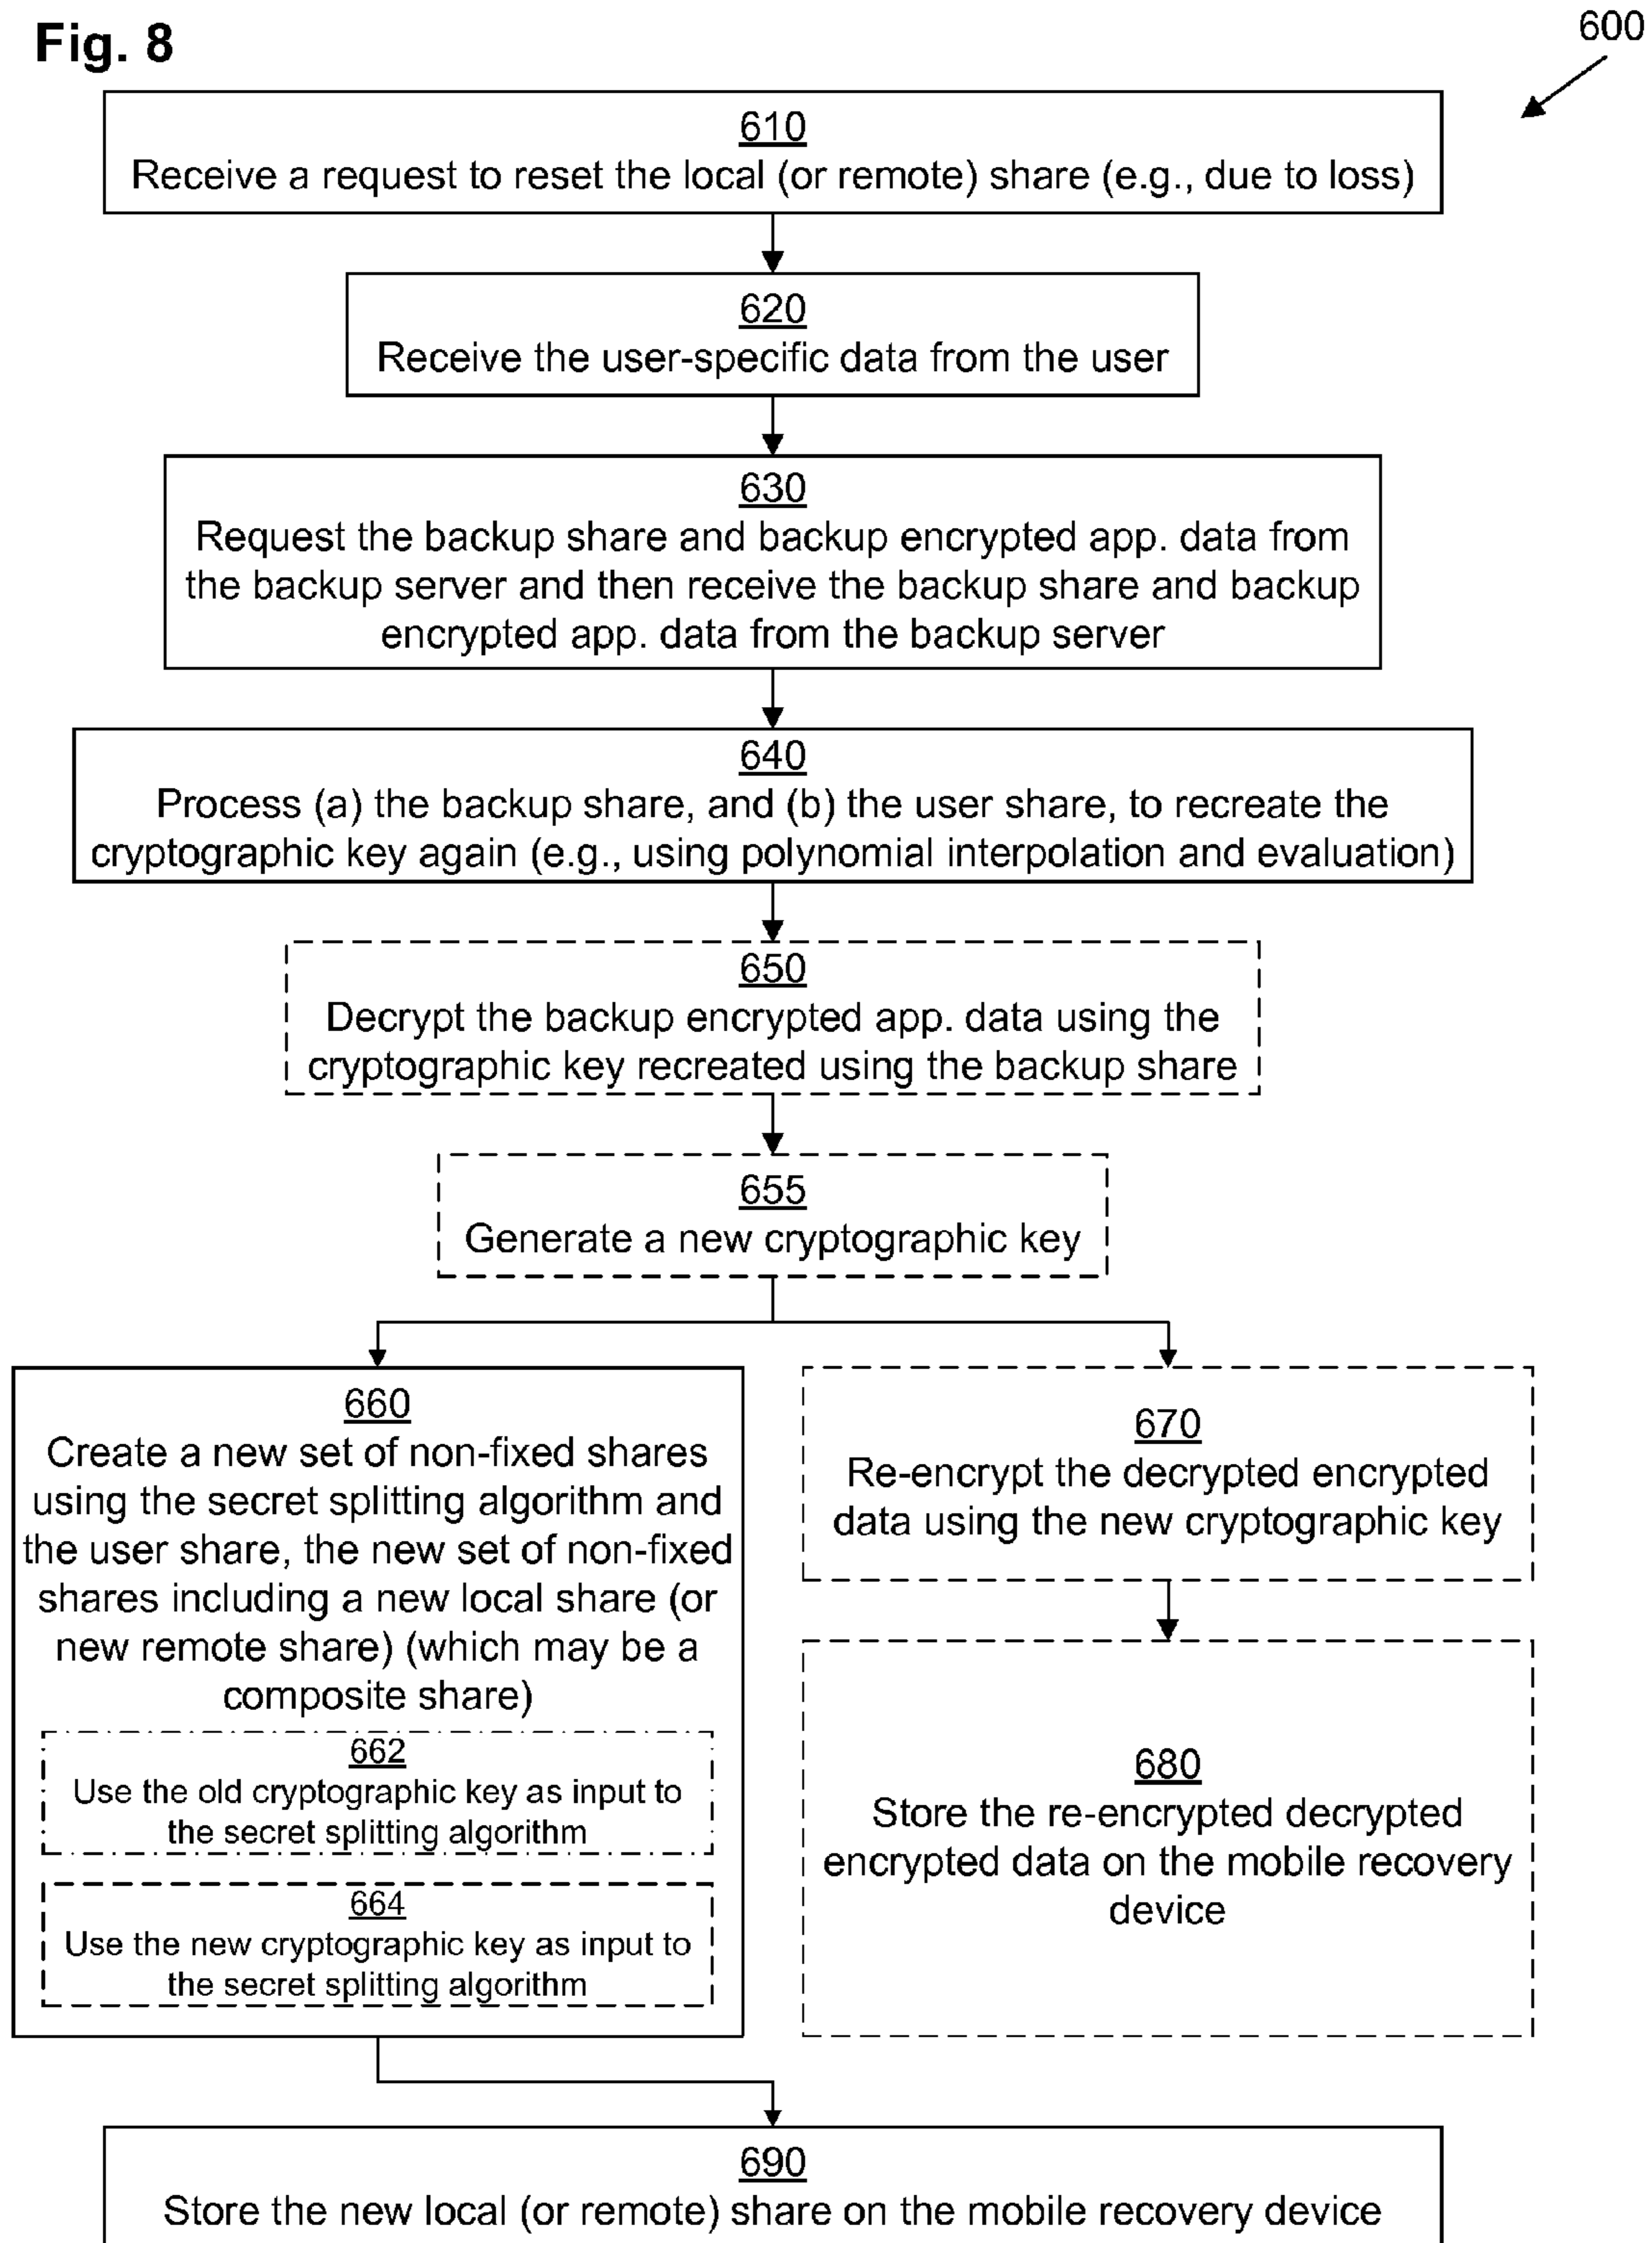 Fig. 8
600
610
Receive a request to reset the local (or remote) share (e.g., due to loss)
620
Receive the user-specific data from the user
630
Request the backup share and backup encrypted app. data from
the backup server and then receive the backup share and backup
encrypted app. data from the backup server
640
Process (a) the backup share, and (b) the user share, to recreate the
cryptographic key again (e.g., using polynomial interpolation and evaluation)
650
Decrypt the backup encrypted app. data using the
cryptographic key recreated using the backup share
655
Generate a new cryptographic key
660
Create a new set of non-fixed shares
using the secret splitting algorithm and
the user share, the new set of non-fixed
shares including a new local share (or
new remote share) (which may be a
composite share)
662
Use the old cryptographic key as input to
the secret splitting algorithm
664
Use the new cryptographic key as input to
the secret splitting algorithm
670
Re-encrypt the decrypted encrypted
data using the new cryptographic key
680
Store the re-encrypted decrypted
encrypted data on the mobile recovery
device
690
Store the new local (or remote) share on the mobile recovery device